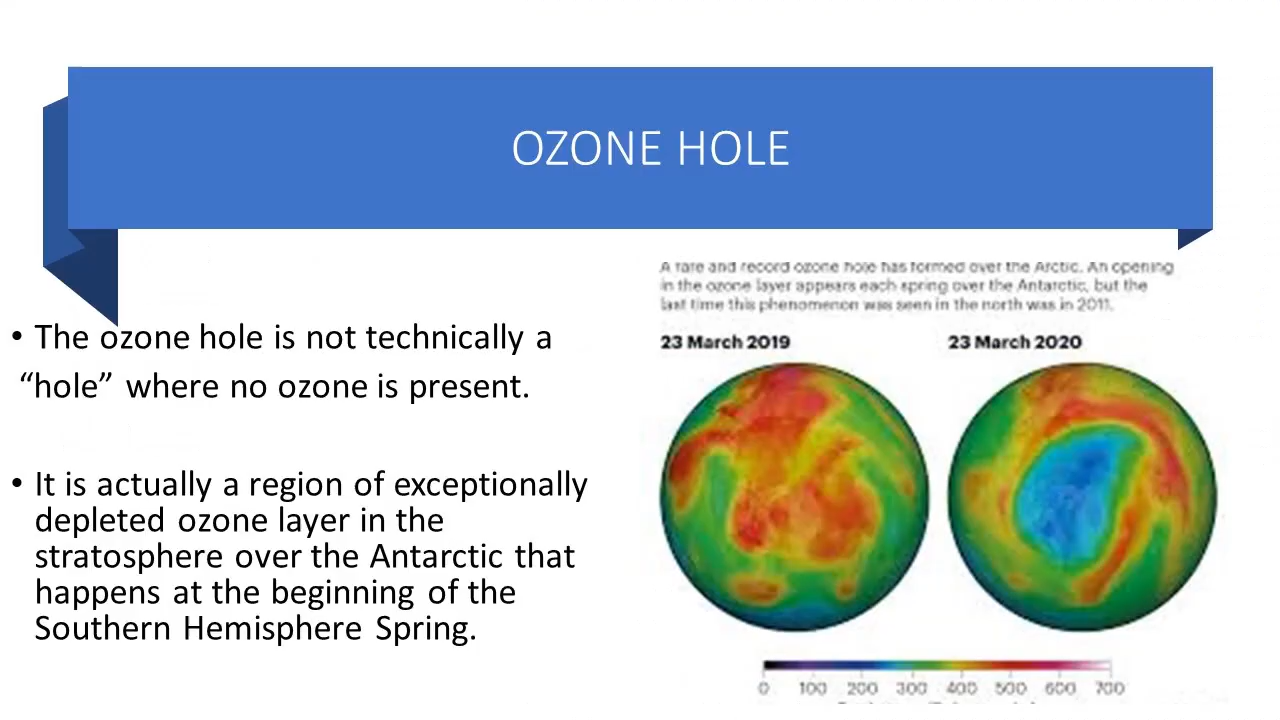 OZONE HOLE
A rare and record ozone hole has formed over the Arctic. An opening
in the ozone layer appears each spring over the Antarctic, but the
last time this phenomenon was seen in the north was in 2011.
• The ozone hole is not technically a
“hole” where no ozone is present.
• It is actually a region of exceptionally
depleted ozone layer in the
stratosphere over the Antarctic that
happens at the beginning of the
Southern Hemisphere Spring.
23 March 2019
23 March 2020
0 100 200 300 400 500 600 700